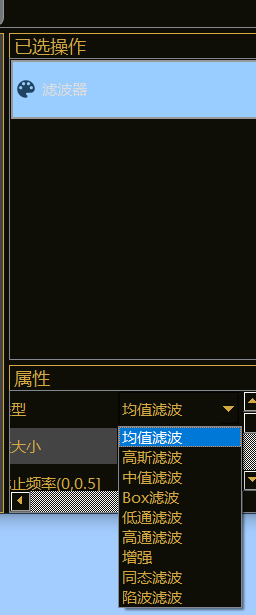 已选操作
滤波器
属性
型
均值滤波
均值滤波
大小
高斯滤波
中值滤波
止频率(0,0.5]
Box滤波
低通滤波
高通滤波
增强
同态滤波
陷波滤波